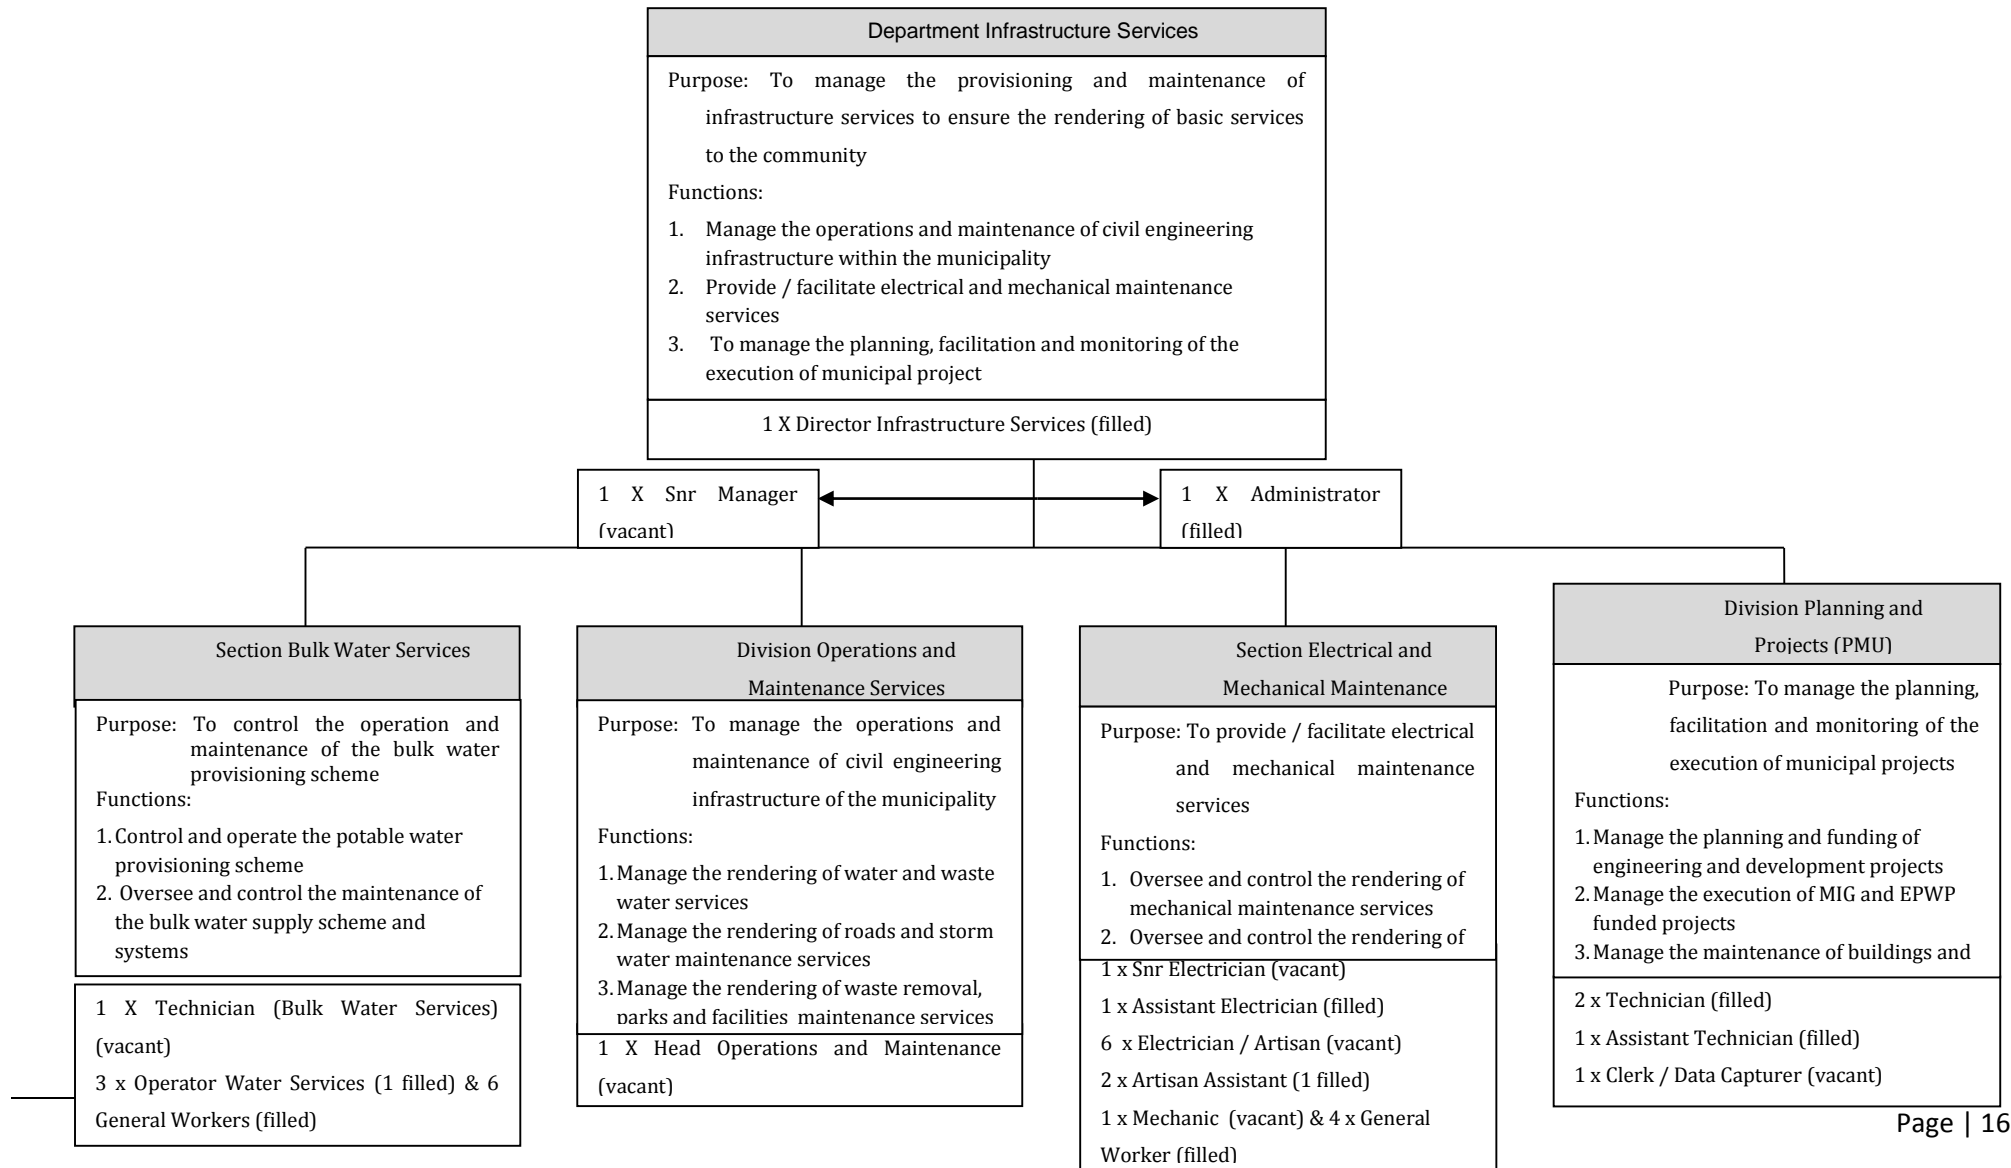 Department Infrastructure Services
Purpose: To manage the provisioning and maintenance of
infrastructure services to ensure the rendering of basic services
to the community
Functions:
1. Manage the operations and maintenance of civil engineering
infrastructure within the municipality
2. Provide / facilitate electrical and mechanical maintenance
services
3. To manage the planning, facilitation and monitoring of the
execution of municipal project
1 X Director Infrastructure Services (filled)
1 X Snr Manager
(vacant)
1 X Administrator
(filled)
Section Bulk Water Services
Purpose: To control the operation and
maintenance of the bulk water
provisioning scheme
Functions:
1. Control and operate the potable water
provisioning scheme
2. Oversee and control the maintenance of
the bulk water supply scheme and
systems
1 X Technician (Bulk Water Services)
(vacant)
3 x Operator Water Services (1 filled) & 6
General Workers (filled)
Division Operations and
Maintenance Services
Purpose: To manage the operations and
maintenance of civil engineering
infrastructure of the municipality
Functions:
1. Manage the rendering of water and waste
water services
2. Manage the rendering of roads and storm
water maintenance services
3. Manage the rendering of waste removal,
parks and facilities maintenance services
1 X Head Operations and Maintenance
(vacant)
Section Electrical and
Mechanical Maintenance
Purpose: To provide / facilitate electrical
and mechanical maintenance
services
Functions:
1. Oversee and control the rendering of
mechanical maintenance services
2. Oversee and control the rendering of
1 x Snr Electrician (vacant)
1 x Assistant Electrician (filled)
6 x Electrician / Artisan (vacant)
2 x Artisan Assistant (1 filled)
1 x Mechanic (vacant) & 4 x General
Worker (filled)
Division Planning and
Projects (PMU)
Purpose: To manage the planning,
facilitation and monitoring of the
execution of municipal projects
Functions:
1. Manage the planning and funding of
engineering and development projects
2. Manage the execution of MIG and EPWP
funded projects
3. Manage the maintenance of buildings and
2 x Technician (filled)
1 x Assistant Technician (filled)
1 x Clerk / Data Capturer (vacant)
Page | 16